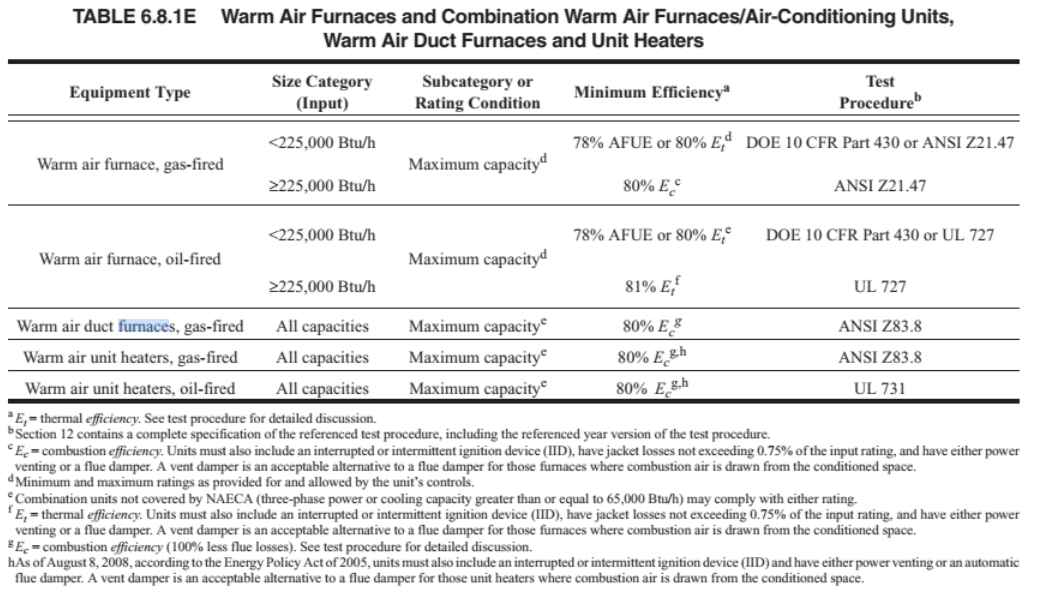 TABLE 6.8.1E Warm Air Furnaces and Combination Warm Air Furnaces/Air-Conditioning Units,
Warm Air Duct Furnaces and Unit Heaters
Equipment Type Size Category (Input) Subcategory or Rating Condition Minimum Efficiencyᵃ Test Procedureᵇ
Warm air furnace, gas-fired <225,000 Btu/h Maximum capacityᵈ 78% AFUE or 80% Eₜᵈ DOE 10 CFR Part 430 or ANSI Z21.47
≥225,000 Btu/h 80% E_cᶜ ANSI Z21.47
Warm air furnace, oil-fired <225,000 Btu/h Maximum capacityᵈ 78% AFUE or 80% Eₜᵉ DOE 10 CFR Part 430 or UL 727
≥225,000 Btu/h 81% Eₜᶠ UL 727
Warm air duct furnaces, gas-fired All capacities Maximum capacityᵉ 80% E_cᵍ ANSI Z83.8
Warm air unit heaters, gas-fired All capacities Maximum capacityᵉ 80% E_cᵍ,ʰ ANSI Z83.8
Warm air unit heaters, oil-fired All capacities Maximum capacityᵉ 80% E_cᵍ,ʰ UL 731
ᵃ Eₜ = thermal efficiency. See test procedure for detailed discussion.
ᵇ Section 12 contains a complete specification of the referenced test procedure, including the referenced year version of the test procedure.
ᶜ E_c = combustion efficiency. Units must also include an interrupted or intermittent ignition device (IID), have jacket losses not exceeding 0.75% of the input rating, and have either power
venting or a flue damper. A vent damper is an acceptable alternative to a flue damper for those furnaces where combustion air is drawn from the conditioned space.
ᵈ Minimum and maximum ratings as provided for and allowed by the unit's controls.
ᵉ Combination units not covered by NAECA (three-phase power or cooling capacity greater than or equal to 65,000 Btu/h) may comply with either rating.
ᶠ Eₜ = thermal efficiency. Units must also include an interrupted or intermittent ignition device (IID), have jacket losses not exceeding 0.75% of the input rating, and have either power
venting or a flue damper. A vent damper is an acceptable alternative to a flue damper for those furnaces where combustion air is drawn from the conditioned space.
ᵍ E_c = combustion efficiency (100% less flue losses). See test procedure for detailed discussion.
hAs of August 8, 2008, according to the Energy Policy Act of 2005, units must also include an interrupted or intermittent ignition device (IID) and have either power venting or an automatic
flue damper. A vent damper is an acceptable alternative to a flue damper for those unit heaters where combustion air is drawn from the conditioned space.